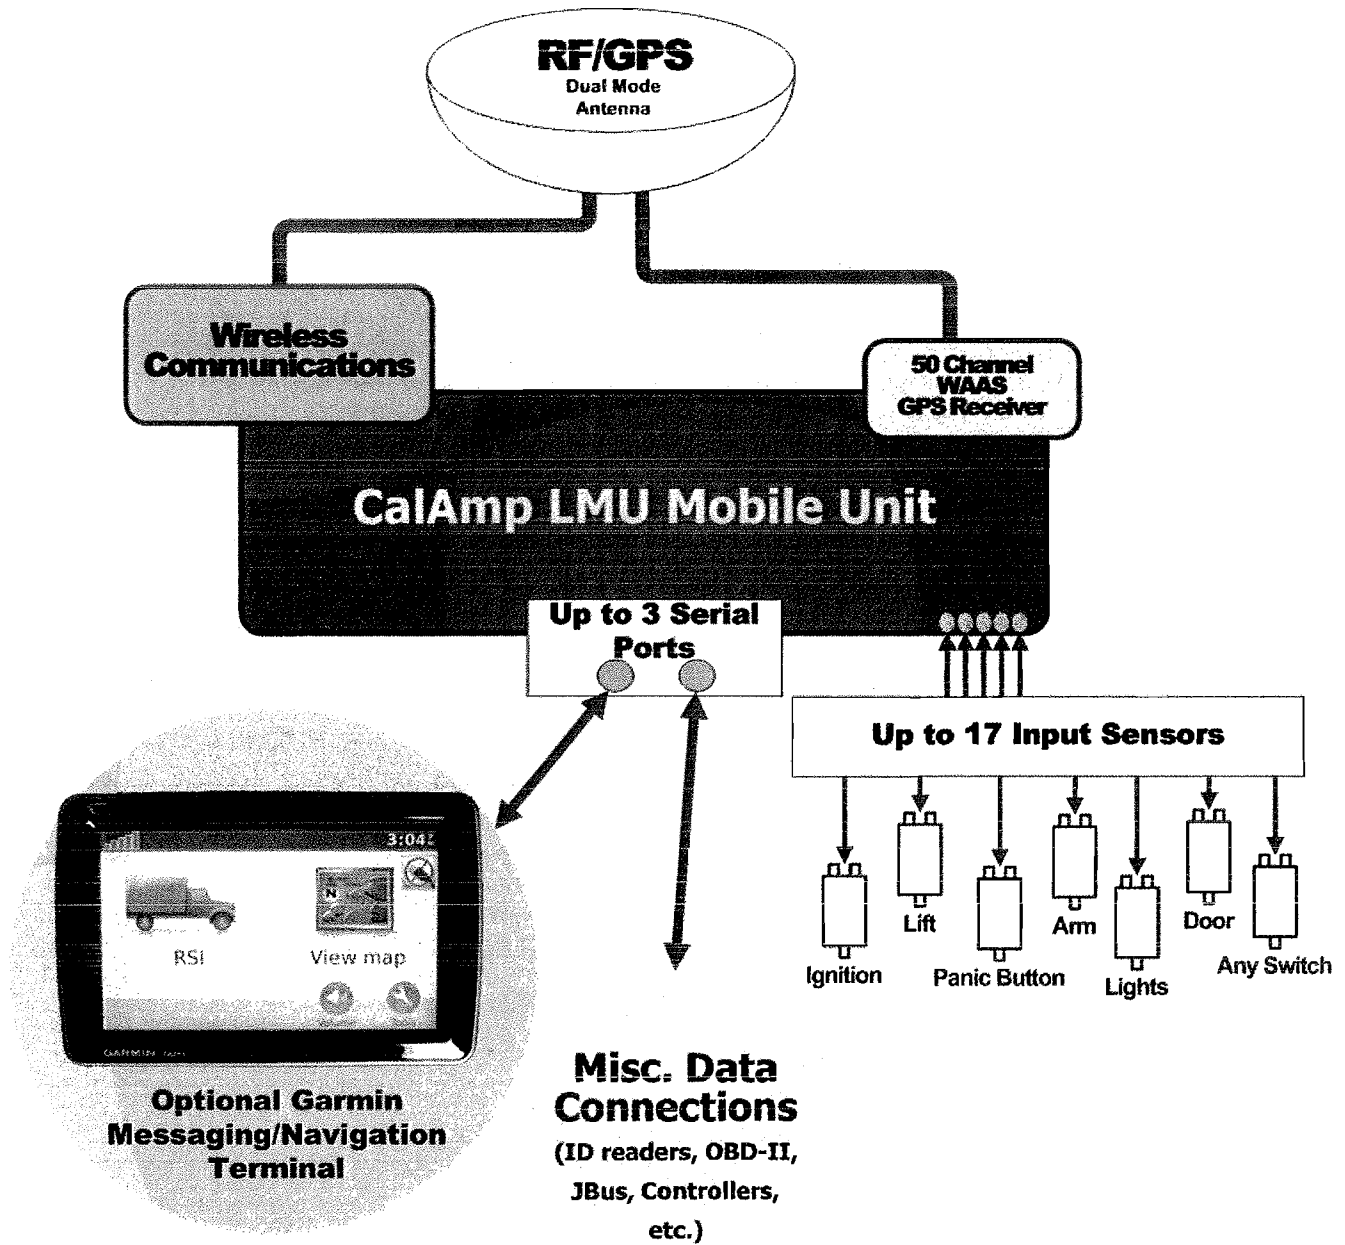 RF/GPS
Dual Mode
Antenna
Wireless
Communications
50 Channel
WAAS
GPS Receiver
CalAmp LMU Mobile Unit
Up to 3 Serial
Ports
Up to 17 Input Sensors
3:04
RSI
View map
GARMIN
Ignition
Lift
Panic Button
Arm
Lights
Door
Any Switch
Optional Garmin
Messaging/Navigation
Terminal
Misc. Data
Connections
(ID readers, OBD-II,
JBus, Controllers,
etc.)